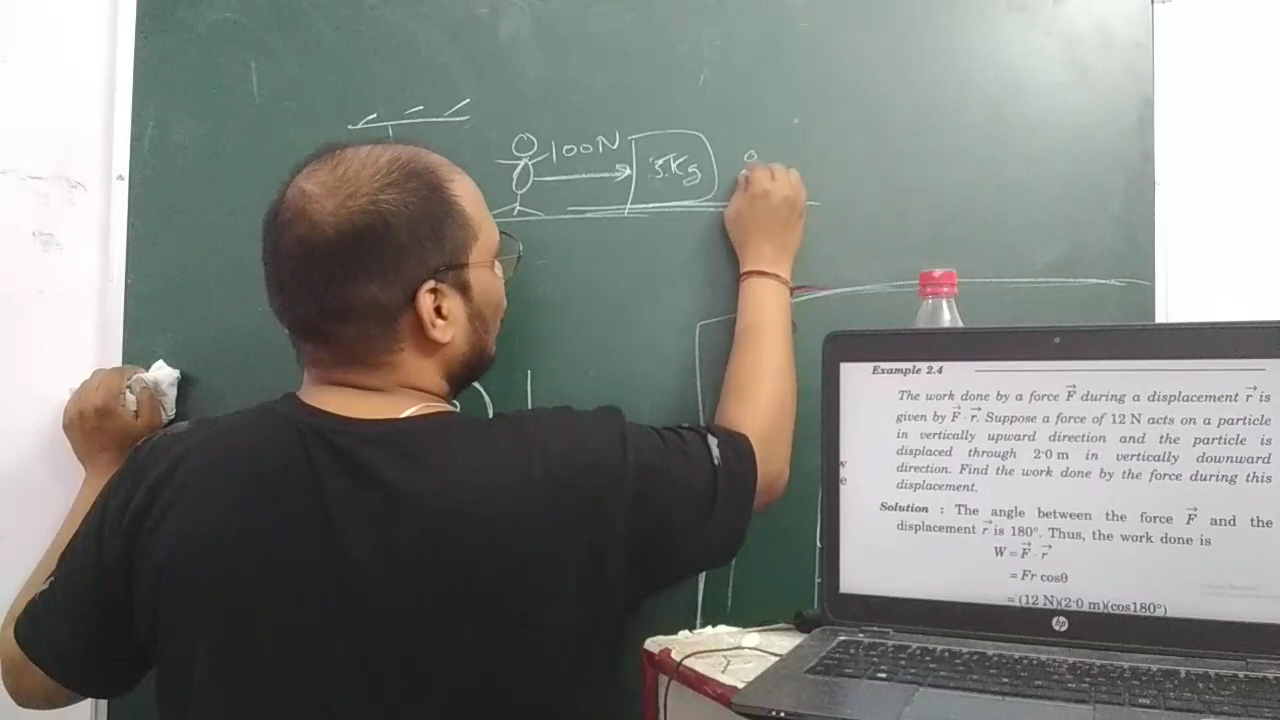 100N
5Kg
Example 2.4
The work done by a force F⃗ during a displacement r⃗ is
given by F⃗ · r⃗. Suppose a force of 12 N acts on a particle
in vertically upward direction and the particle is
displaced through 2·0 m in vertically downward
direction. Find the work done by the force during this
displacement.
Solution : The angle between the force F⃗ and the
displacement r⃗ is 180°. Thus, the work done is
W = F⃗ · r⃗
= Fr cosθ
= (12 N)(2·0 m)(cos180°)
hp